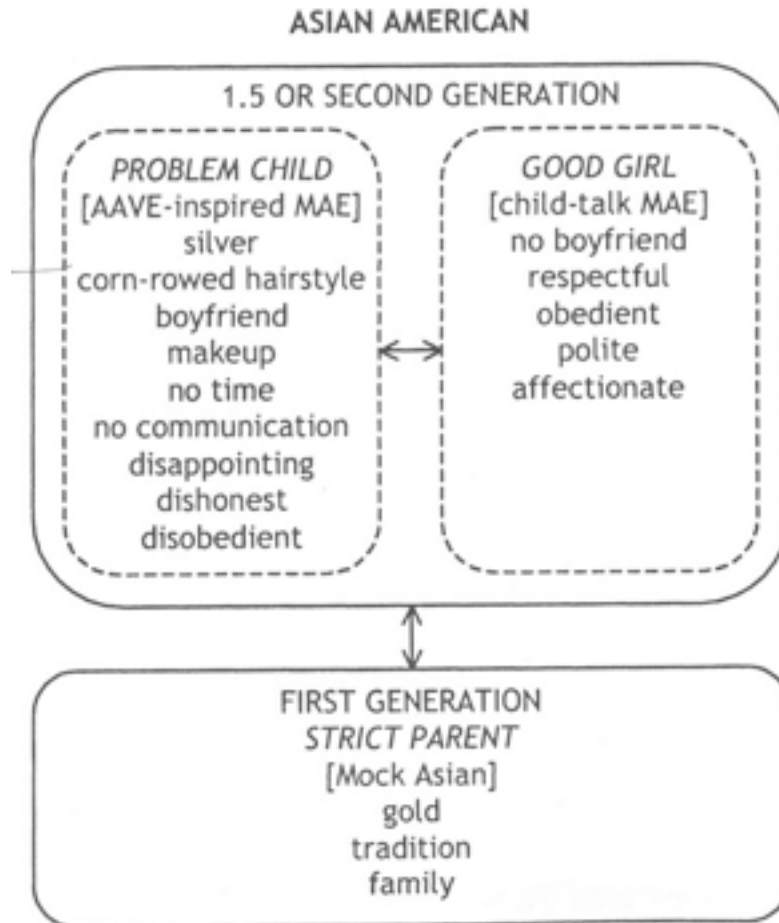 ASIAN AMERICAN
1.5 OR SECOND GENERATION
PROBLEM CHILD
[AAVE-inspired MAE]
silver
corn-rowed hairstyle
boyfriend
makeup
no time
no communication
disappointing
dishonest
disobedient
GOOD GIRL
[child-talk MAE]
no boyfriend
respectful
obedient
polite
affectionate
FIRST GENERATION
STRICT PARENT
[Mock Asian]
gold
tradition
family